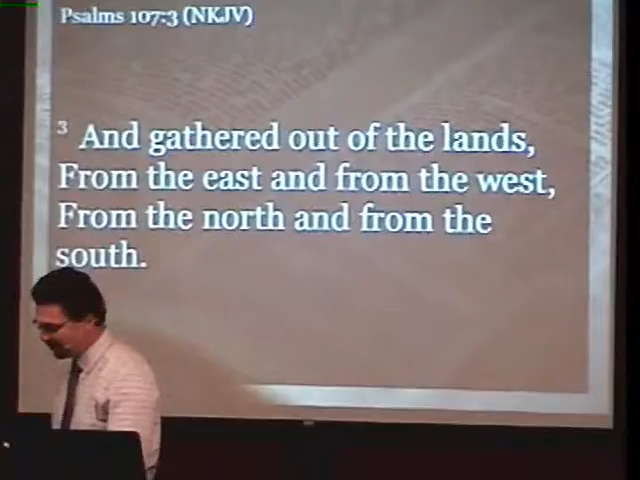 Psalms 107:3 (NKJV)
3 And gathered out of the lands,
From the east and from the west,
From the north and from the
south.